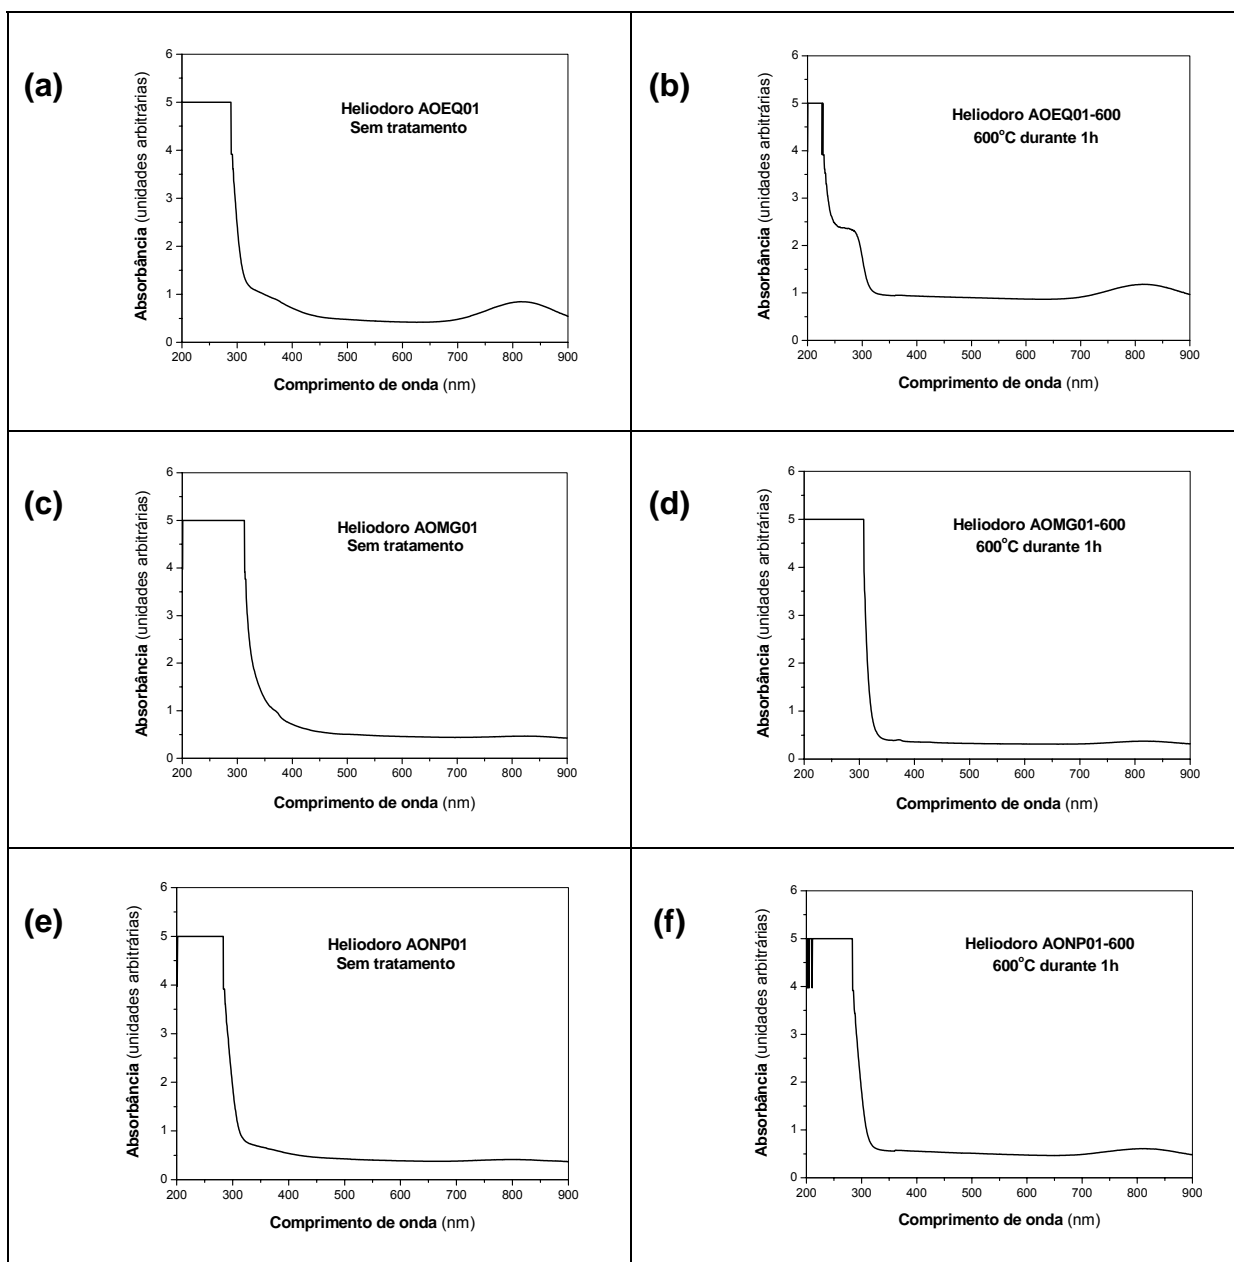 (a)
Heliodoro AOEQ01
Sem tratamento
Absorbância (unidades arbitrárias)
6
5
4
3
2
1
0
200 300 400 500 600 700 800 900
Comprimento de onda (nm)
(b)
Heliodoro AOEQ01-600
600°C durante 1h
Absorbância (unidades arbitrárias)
6
5
4
3
2
1
0
200 300 400 500 600 700 800 900
Comprimento de onda (nm)
(c)
Heliodoro AOMG01
Sem tratamento
Absorbância (unidades arbitrárias)
6
5
4
3
2
1
0
200 300 400 500 600 700 800 900
Comprimento de onda (nm)
(d)
Heliodoro AOMG01-600
600°C durante 1h
Absorbância (unidades arbitrárias)
6
5
4
3
2
1
0
200 300 400 500 600 700 800 900
Comprimento de onda (nm)
(e)
Heliodoro AONP01
Sem tratamento
Absorbância (unidades arbitrárias)
6
5
4
3
2
1
0
200 300 400 500 600 700 800 900
Comprimento de onda (nm)
(f)
Heliodoro AONP01-600
600°C durante 1h
Absorbância (unidades arbitrárias)
6
5
4
3
2
1
0
200 300 400 500 600 700 800 900
Comprimento de onda (nm)